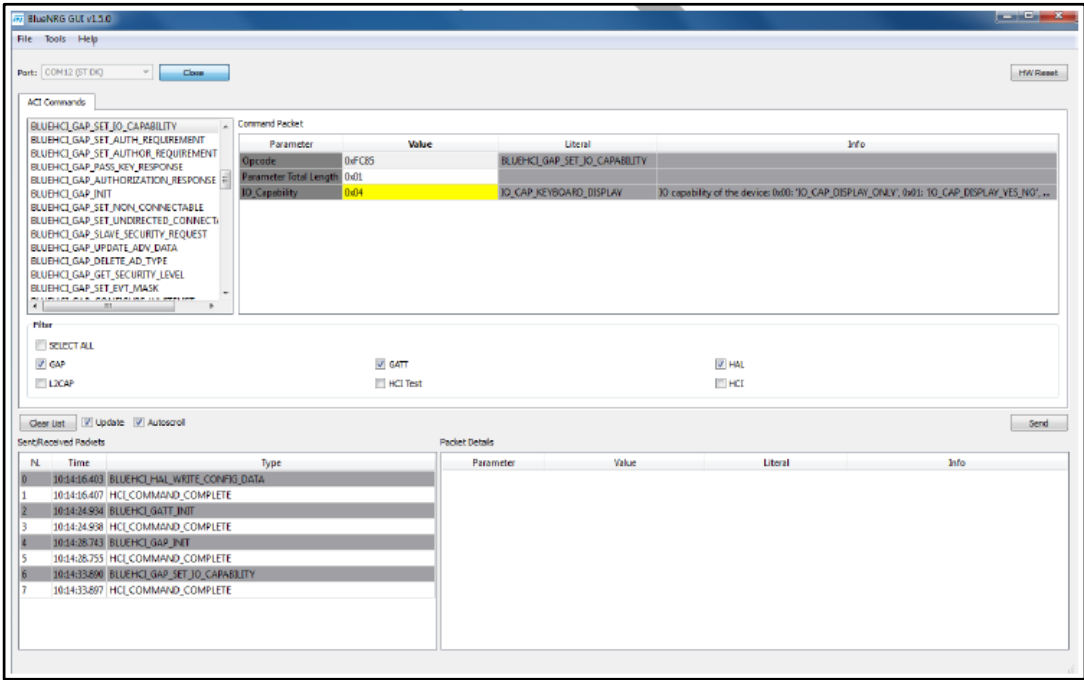 BlueNRG GUI v1.5.0
File Tools Help
Port: COM12 (ST DK) Close HW Reset
ACI Commands
BLUEHCI_GAP_SET_IO_CAPABILITY
BLUEHCI_GAP_SET_AUTH_REQUIREMENT
BLUEHCI_GAP_SET_AUTHOR_REQUIREMENT
BLUEHCI_GAP_PASS_KEY_RESPONSE
BLUEHCI_GAP_AUTHORIZATION_RESPONSE
BLUEHCI_GAP_INIT
BLUEHCI_GAP_SET_NON_CONNECTABLE
BLUEHCI_GAP_SET_UNDIRECTED_CONNECT
BLUEHCI_GAP_SLAVE_SECURITY_REQUEST
BLUEHCI_GAP_UPDATE_ADV_DATA
BLUEHCI_GAP_DELETE_AD_TYPE
BLUEHCI_GAP_GET_SECURITY_LEVEL
BLUEHCI_GAP_SET_EVT_MASK
Command Packet
Parameter Value Literal Info
Opcode 0xFC85 BLUEHCI_GAP_SET_IO_CAPABILITY
Parameter Total Length 0x01
IO_Capability 0x04 IO_CAP_KEYBOARD_DISPLAY IO capability of the device: 0x00: 'IO_CAP_DISPLAY_ONLY', 0x01: 'IO_CAP_DISPLAY_YES_NO', ...
Filter
SELECT ALL
GAP GATT HAL
L2CAP HCI Test HCI
Clear List Update Autoscroll Send
Sent/Received Packets
N. Time Type
0 10:14:16.403 BLUEHCI_HAL_WRITE_CONFIG_DATA
1 10:14:16.407 HCI_COMMAND_COMPLETE
2 10:14:24.934 BLUEHCI_GATT_INIT
3 10:14:24.938 HCI_COMMAND_COMPLETE
4 10:14:28.743 BLUEHCI_GAP_INIT
5 10:14:28.755 HCI_COMMAND_COMPLETE
6 10:14:33.890 BLUEHCI_GAP_SET_IO_CAPABILITY
7 10:14:33.897 HCI_COMMAND_COMPLETE
Packet Details
Parameter Value Literal Info